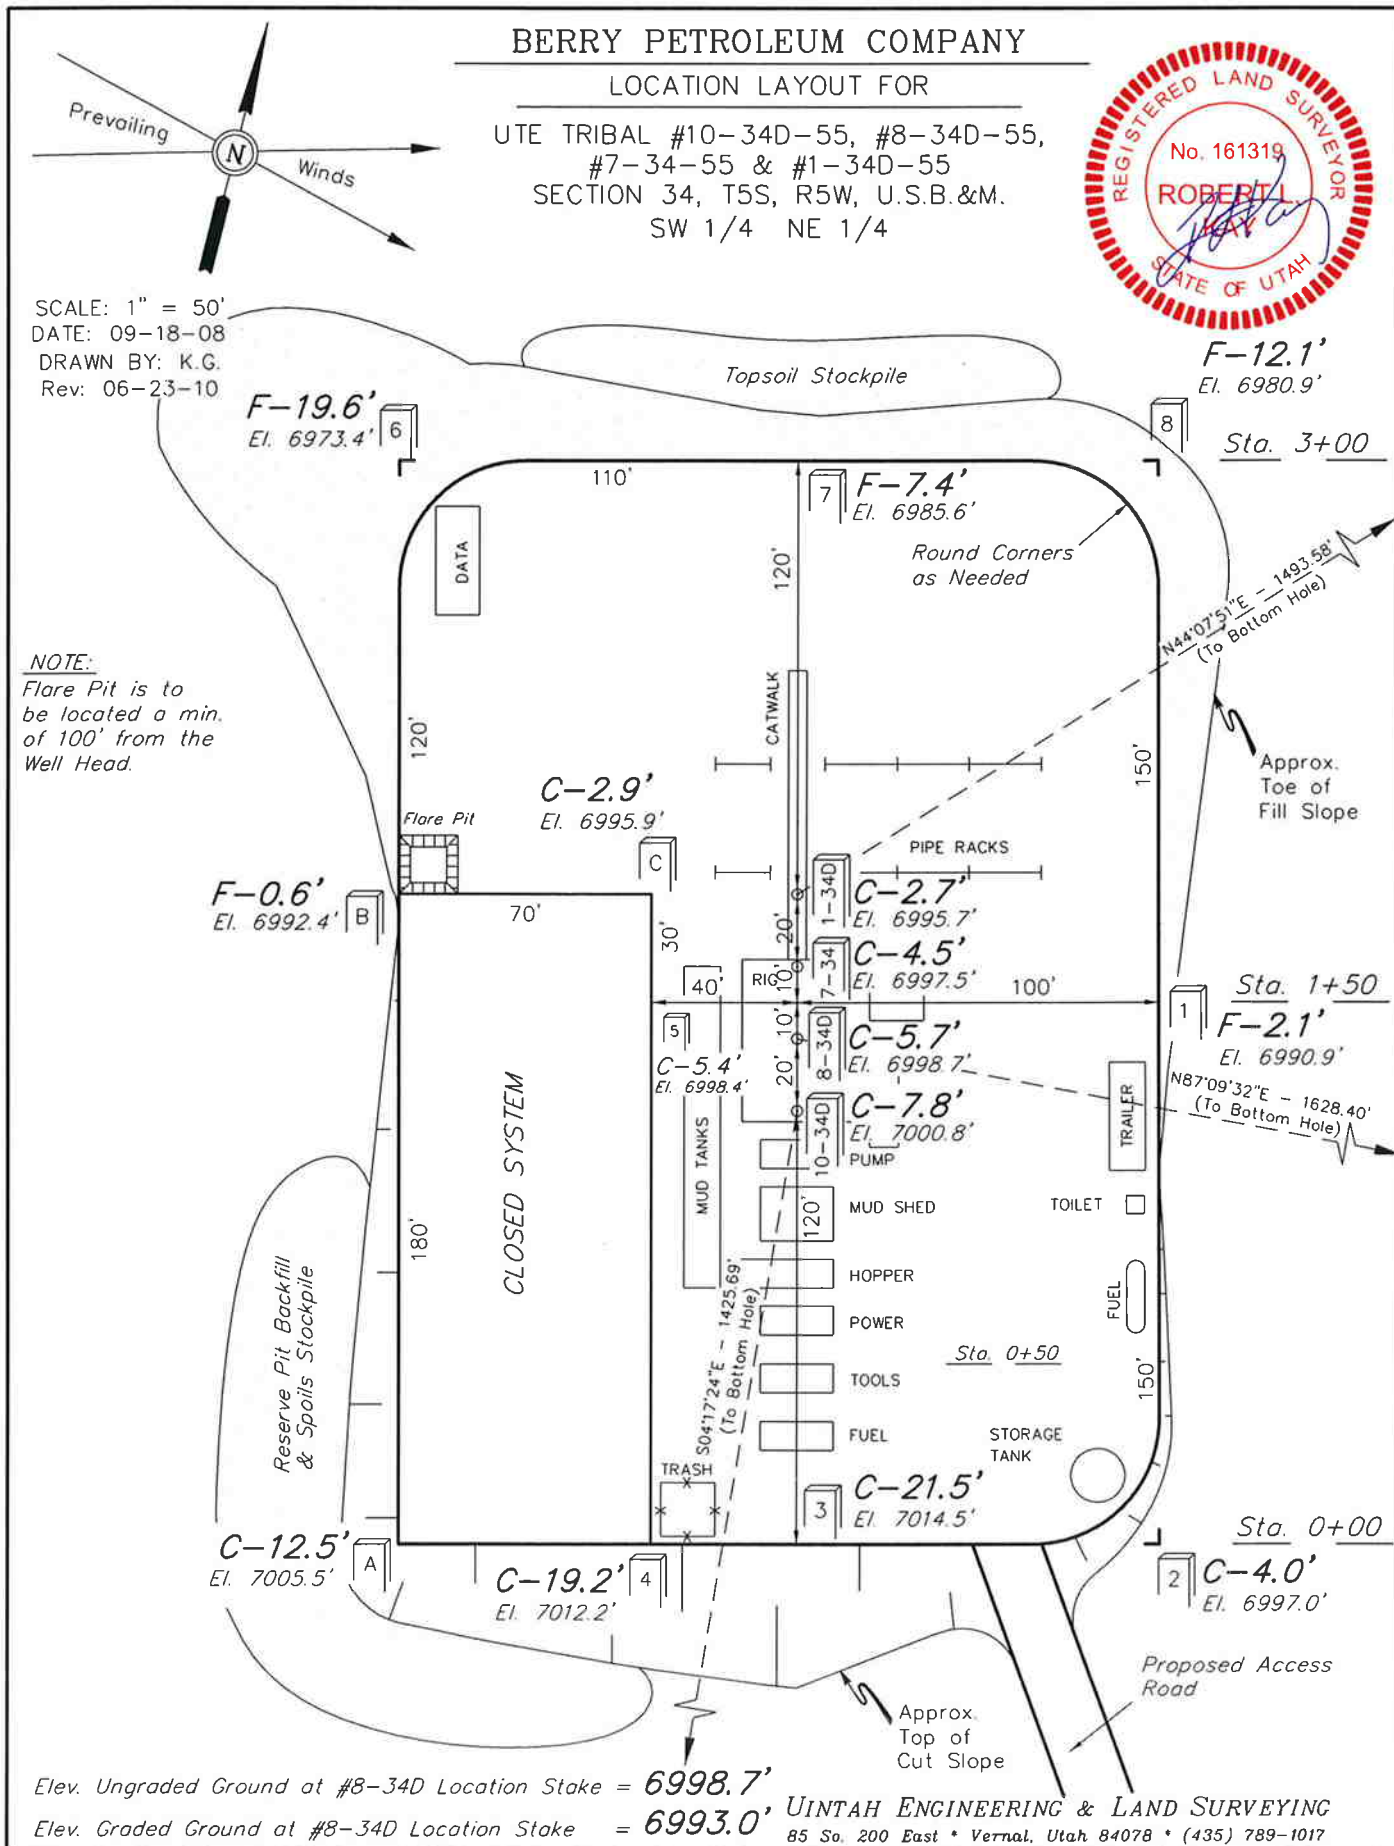 BERRY PETROLEUM COMPANY
LOCATION LAYOUT FOR
UTE TRIBAL #10-34D-55, #8-34D-55,
#7-34-55 & #1-34D-55
SECTION 34, T5S, R5W, U.S.B.&M.
SW 1/4 NE 1/4
Prevailing
N
Winds
REGISTERED LAND SURVEYOR
No. 161319
ROBERT L.
KAY
STATE OF UTAH
SCALE: 1" = 50'
DATE: 09-18-08
DRAWN BY: K.G.
Rev: 06-23-10
F-19.6'
El. 6973.4'
6
Topsoil Stockpile
F-12.1'
El. 6980.9'
8
Sta. 3+00
110'
7
F-7.4'
El. 6985.6'
DATA
120'
Round Corners
as Needed
N44°07'51"E - 1493.58'
(To Bottom Hole)
NOTE:
Flare Pit is to
be located a min.
of 100' from the
Well Head.
120'
CATWALK
150'
Approx.
Toe of
Fill Slope
C-2.9'
El. 6995.9'
C
Flare Pit
PIPE RACKS
F-0.6'
El. 6992.4'
B
70'
30'
20'
1-34D
C-2.7'
El. 6995.7'
7-34
C-4.5'
El. 6997.5'
RIG
10'
40'
100'
Sta. 1+50
1
F-2.1'
El. 6990.9'
5
C-5.4'
El. 6998.4'
10'
8-34D
C-5.7'
El. 6998.7'
20'
N87°09'32"E - 1628.40'
(To Bottom Hole)
10-34D
C-7.8'
El. 7000.8'
TRAILER
CLOSED SYSTEM
MUD TANKS
PUMP
MUD SHED
120'
TOILET
180'
HOPPER
FUEL
POWER
S04°17'24"E - 1425.69'
(To Bottom Hole)
Sta. 0+50
Reserve Pit Backfill
& Spoils Stockpile
TOOLS
150'
FUEL
STORAGE
TANK
TRASH
3
C-21.5'
El. 7014.5'
Sta. 0+00
C-12.5'
El. 7005.5'
A
C-19.2'
El. 7012.2'
4
2
C-4.0'
El. 6997.0'
Proposed Access
Road
Approx.
Top of
Cut Slope
Elev. Ungraded Ground at #8-34D Location Stake = 6998.7'
Elev. Graded Ground at #8-34D Location Stake = 6993.0'
UINTAH ENGINEERING & LAND SURVEYING
85 So. 200 East * Vernal, Utah 84078 * (435) 789-1017